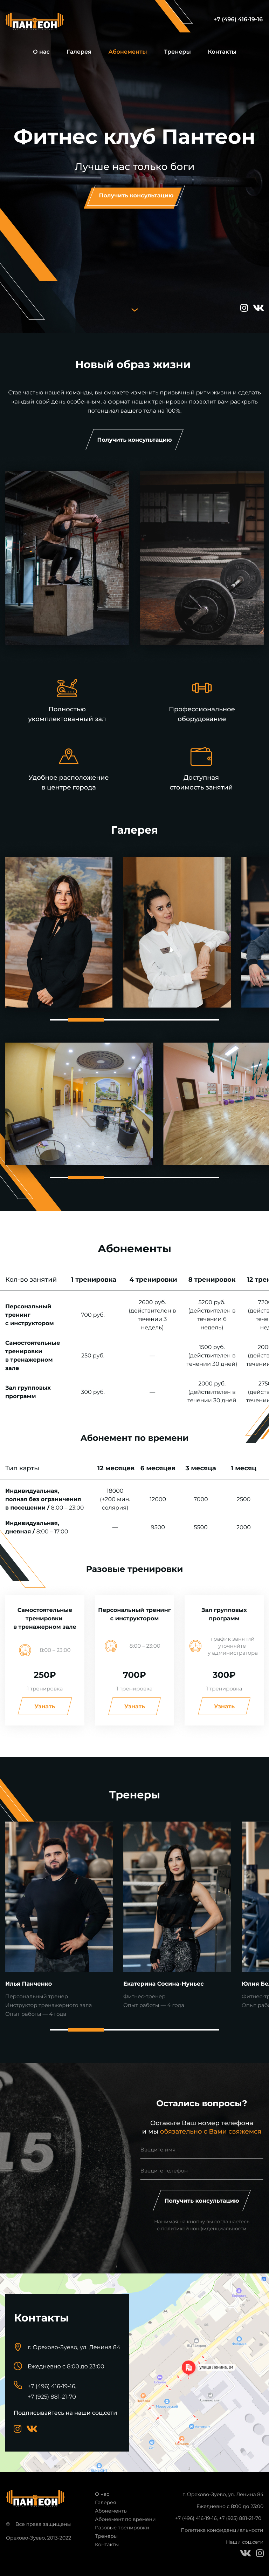 ПАНТЕОН
+7 (496) 416-19-16
О нас Галерея Абонементы Тренеры Контакты
Фитнес клуб Пантеон
Лучше нас только боги
Получить консультацию
Новый образ жизни
Став частью нашей команды, вы сможете изменить привычный ритм жизни и сделать
каждый свой день особенным, а формат наших тренировок позволит вам раскрыть
потенциал вашего тела на 100%.
Получить консультацию
Полностью
укомплектованный зал
Профессиональное
оборудование
Удобное расположение
в центре города
Доступная
стоимость занятий
Галерея
Абонементы
Кол-во занятий 1 тренировка 4 тренировки 8 тренировок 12 трен
Персональный
тренинг
с инструктором
700 руб.
2600 руб.
(действителен в
течении 3
недель)
5200 руб.
(действителен в
течении 6
недель)
Самостоятельные
тренировки
в тренажерном
зале
250 руб.
—
1500 руб.
(действителен в
течении 30 дней)
Зал групповых
программ
300 руб.
—
2000 руб.
(действителен в
течении 30 дней
Абонемент по времени
Тип карты 12 месяцев 6 месяцев 3 месяца 1 месяц
Индивидуальная,
полная без ограничения
в посещении / 8:00 – 23:00
18000
(+200 мин.
солярия)
12000 7000 2500
Индивидуальная,
дневная / 8:00 – 17:00
— 9500 5500 2000
Разовые тренировки
Самостоятельные
тренировки
в тренажерном зале
8:00 – 23:00
250₽
1 тренировка
Узнать
Персональный тренинг
с инструктором
8:00 – 23:00
700₽
1 тренировка
Узнать
Зал групповых
программ
график занятий
уточняйте
у администратора
300₽
1 тренировка
Узнать
Тренеры
Илья Панченко
Персональный тренер
Инструктор тренажерного зала
Опыт работы — 4 года
Екатерина Сосина-Нуньес
Фитнес-тренер
Опыт работы — 4 года
Юлия Бе
Фитнес-т
Опыт раб
15
Остались вопросы?
Оставьте Ваш номер телефона
и мы обязательно с Вами свяжемся
Введите имя
Введите телефон
Получить консультацию
Нажимая на кнопку вы соглашаетесь
с политикой конфиденциальности
Контакты
г. Орехово-Зуево, ул. Ленина 84
Ежедневно с 8:00 до 23:00
+7 (496) 416-19-16,
+7 (925) 881-21-70
Подписывайтесь на наши соц.сети
улица Ленина, 84
ПАНТЕОН
© Все права защищены
Орехово-Зуево, 2013-2022
О нас
Галерея
Абонементы
Абонемент по времени
Разовые тренировки
Тренеры
Контакты
г. Орехово-Зуево, ул. Ленина 84
Ежедневно с 8:00 до 23:00
+7 (496) 416-19-16, +7 (925) 881-21-70
Политика конфиденциальности
Наши соц.сети